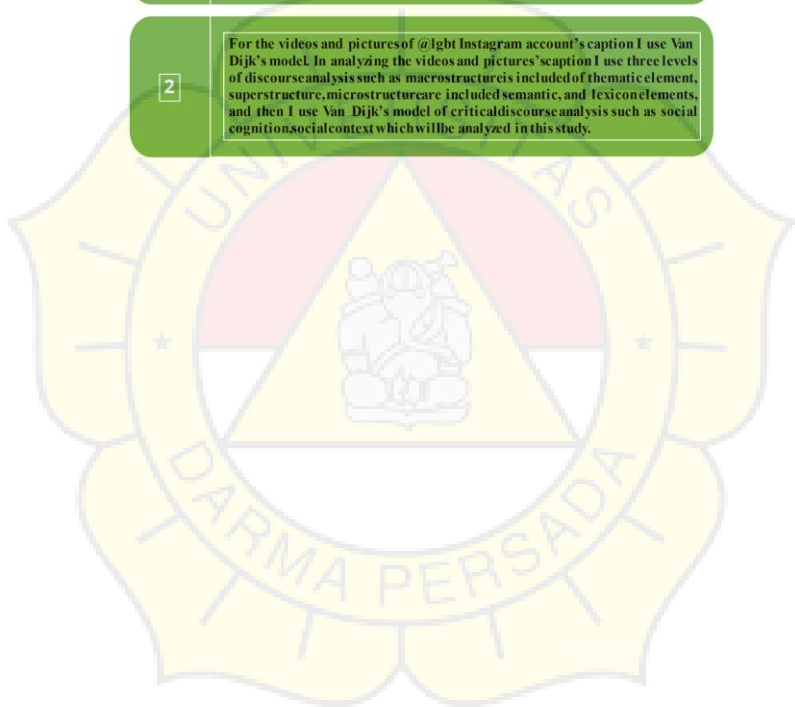 2
For the videos and pictures of @lgbt Instagram account's caption I use Van
Dijk's model. In analyzing the videos and pictures'scaption I use three levels
of discourseanalysis such as macrostructureis included of thematic element,
superstructure, microstructureare included semantic, and lexiconelements,
and then I use Van Dijk's model of criticaldiscourseanalysis such as social
cognition,socialcontext whichwillbe analyzed in this study.
UNIVERSITAS
DARMA PERSADA